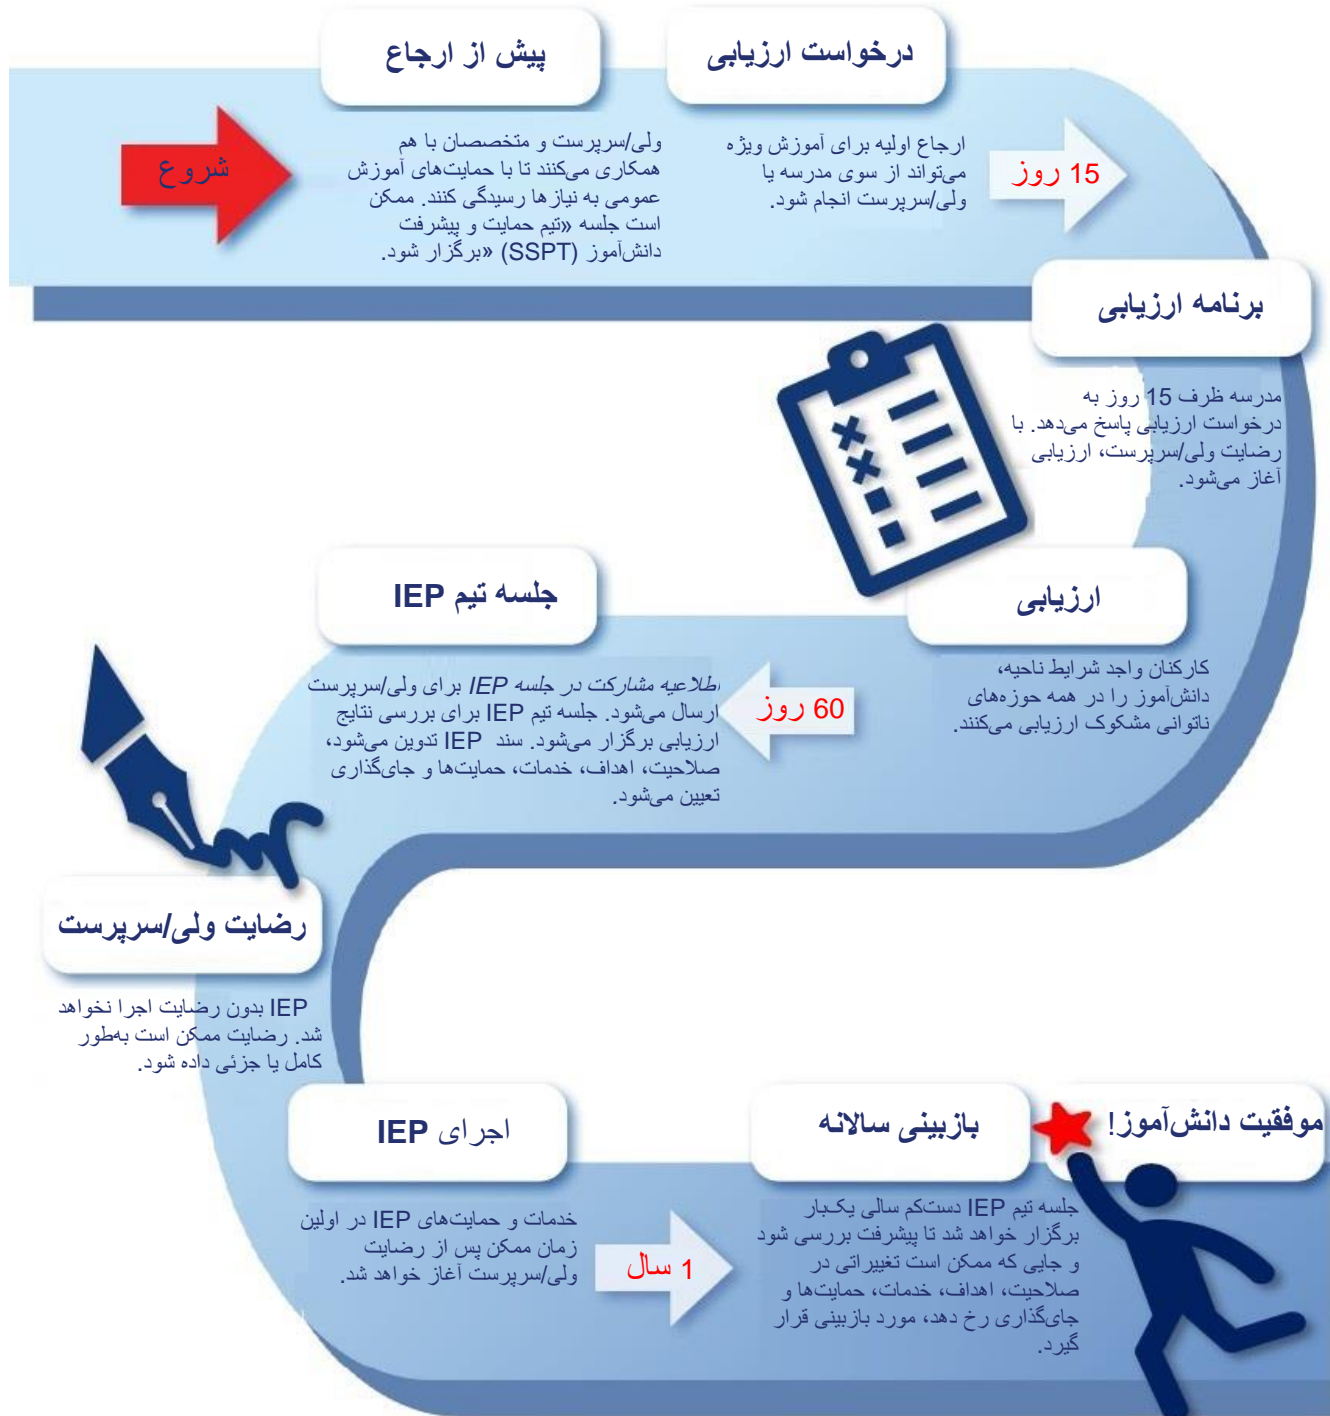 شروع
پیش از ارجاع
ولی/سرپرست و متخصصان با هم
همکاری می‌کنند تا با حمایت‌های آموزش
عمومی به نیازها رسیدگی کنند. ممکن
است جلسه «تیم حمایت و پیشرفت
دانش‌آموز (SSPT) «برگزار شود.
درخواست ارزیابی
ارجاع اولیه برای آموزش ویژه
می‌تواند از سوی مدرسه یا
ولی/سرپرست انجام شود.
15 روز
برنامه ارزیابی
مدرسه ظرف 15 روز به
درخواست ارزیابی پاسخ می‌دهد. با
رضایت ولی/سرپرست، ارزیابی
آغاز می‌شود.
ارزیابی
کارکنان واجد شرایط ناحیه،
دانش‌آموز را در همه حوزه‌های
ناتوانی مشکوک ارزیابی می‌کنند.
60 روز
جلسه تیم IEP
اطلاعیه مشارکت در جلسه IEP برای ولی/سرپرست
ارسال می‌شود. جلسه تیم IEP برای بررسی نتایج
ارزیابی برگزار می‌شود. سند IEP تدوین می‌شود،
صلاحیت، اهداف، خدمات، حمایت‌ها و جای‌گذاری
تعیین می‌شود.
رضایت ولی/سرپرست
IEP بدون رضایت اجرا نخواهد
شد. رضایت ممکن است به‌طور
کامل یا جزئی داده شود.
اجرای IEP
خدمات و حمایت‌های IEP در اولین
زمان ممکن پس از رضایت
ولی/سرپرست آغاز خواهد شد.
1 سال
بازبینی سالانه
جلسه تیم IEP دست‌کم سالی یک‌بار
برگزار خواهد شد تا پیشرفت بررسی شود
و جایی که ممکن است تغییراتی در
صلاحیت، اهداف، خدمات، حمایت‌ها و
جای‌گذاری رخ دهد، مورد بازبینی قرار
گیرد.
موفقیت دانش‌آموز!